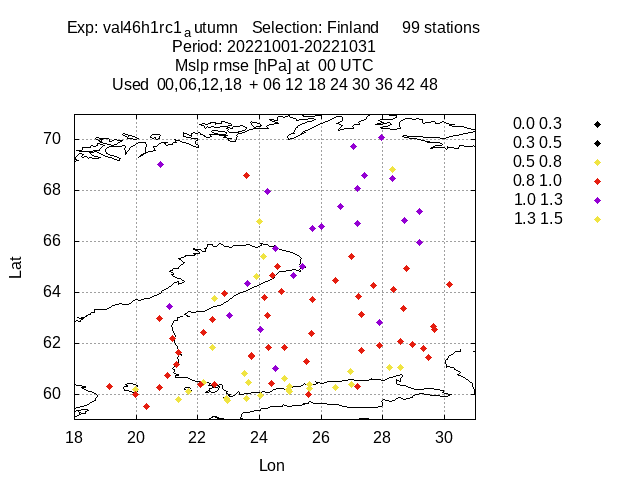 Exp: val46h1rc1ₐutumn Selection: Finland 99 stations
Period: 20221001-20221031
Mslp rmse [hPa] at 00 UTC
Used 00,06,12,18 + 06 12 18 24 30 36 42 48
0.0 0.3
0.3 0.5
0.5 0.8
0.8 1.0
1.0 1.3
1.3 1.5
70
68
66
64
62
60
Lat
18 20 22 24 26 28 30
Lon